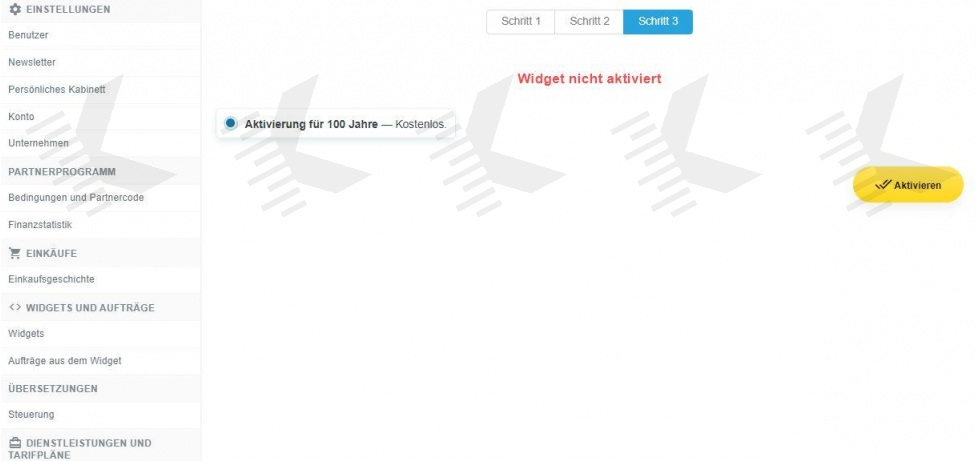 EINSTELLUNGEN
Benutzer
Newsletter
Persönliches Kabinett
Konto
Unternehmen
PARTNERPROGRAMM
Bedingungen und Partnercode
Finanzstatistik
EINKÄUFE
Einkaufsgeschichte
WIDGETS UND AUFTRÄGE
Widgets
Aufträge aus dem Widget
ÜBERSETZUNGEN
Steuerung
DIENSTLEISTUNGEN UND
TARIFPLÄNE
Schritt 1 Schritt 2 Schritt 3
Widget nicht aktiviert
Aktivierung für 100 Jahre — Kostenlos.
Aktivieren